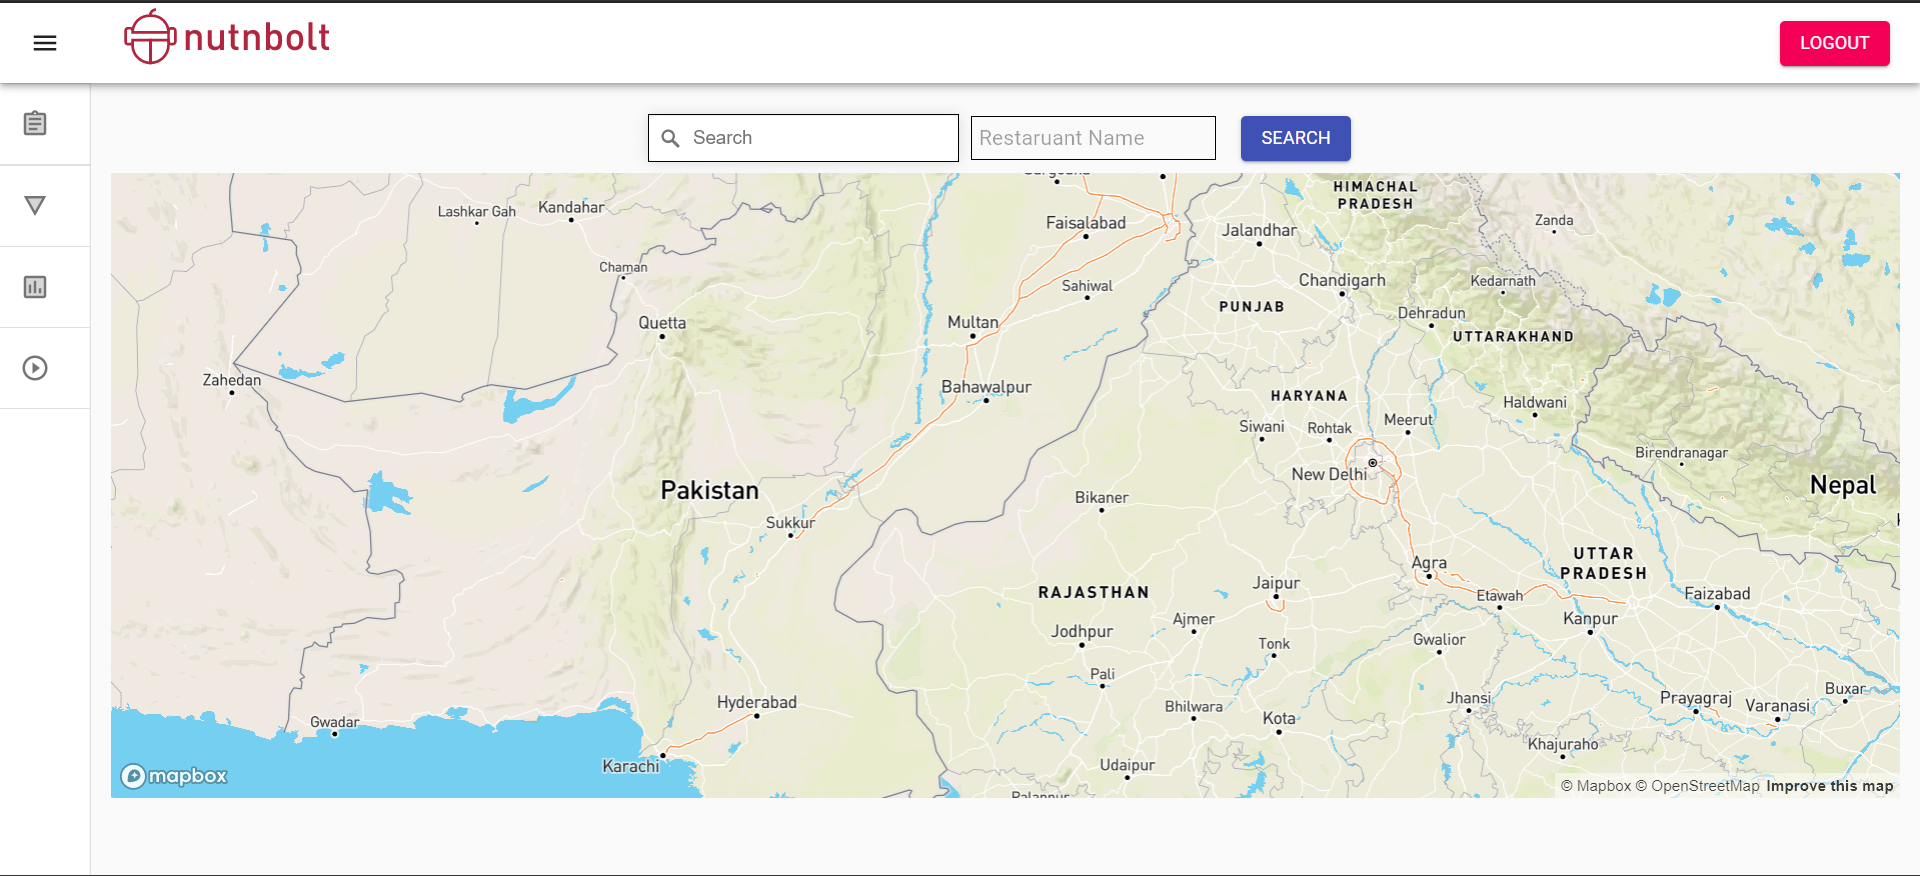 nutnbolt
LOGOUT
Search
Restaruant Name
SEARCH
HIMACHAL
PRADESH
Lashkar Gah
Kandahar
Faisalabad
Jalandhar
Zanda
Chaman
Sahiwal
Chandigarh
Kedarnath
PUNJAB
Dehradun
Quetta
Multan
UTTARAKHAND
Zahedan
Bahawalpur
HARYANA
Haldwani
Siwani
Rohtak
Meerut
Birendranagar
New Delhi
Pakistan
Nepal
Bikaner
Sukkur
UTTAR
PRADESH
Agra
RAJASTHAN
Jaipur
Etawah
Faizabad
Ajmer
Kanpur
Jodhpur
Tonk
Gwalior
Pali
Hyderabad
Bhilwara
Kota
Jhansi
Prayagraj
Varanasi
Buxar
Gwadar
Khajuraho
Karachi
Udaipur
mapbox
© Mapbox © OpenStreetMap Improve this map